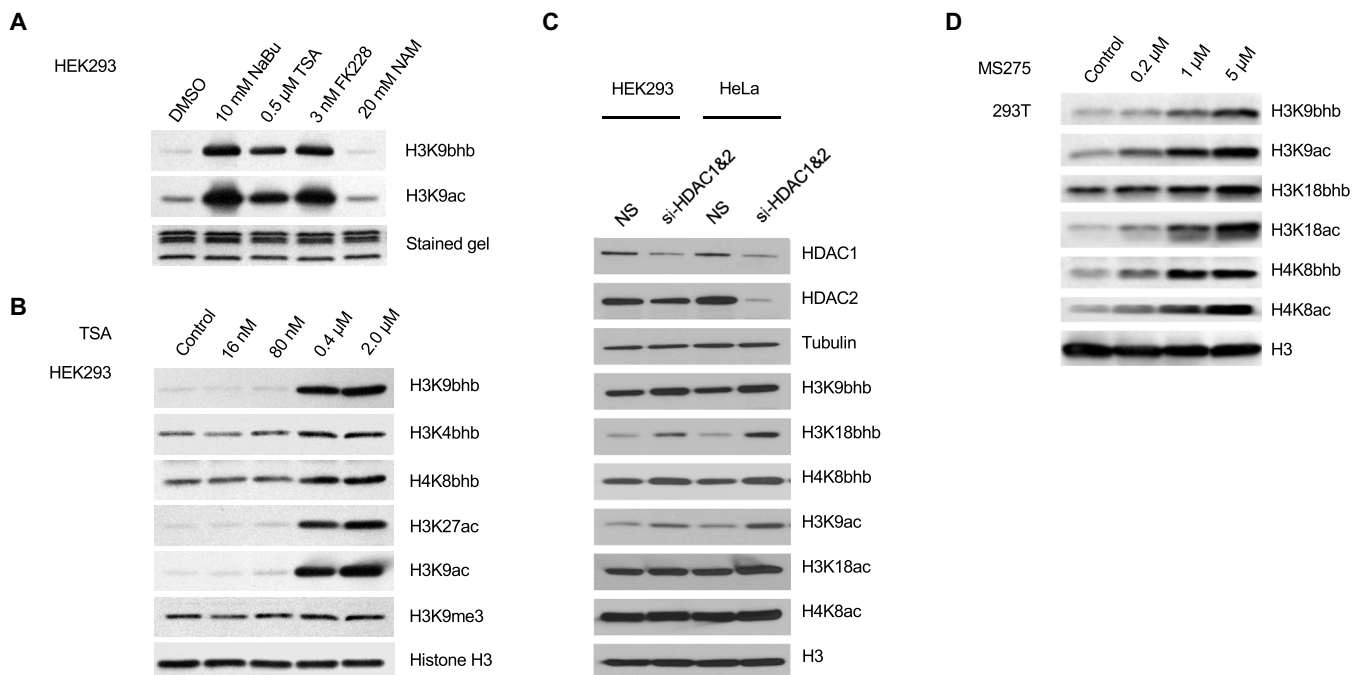 A
HEK293
DMSO
10 mM NaBu
0.5 µM TSA
3 nM FK228
20 mM NAM
H3K9bhb
H3K9ac
Stained gel
B
TSA
HEK293
Control
16 nM
80 nM
0.4 µM
2.0 µM
H3K9bhb
H3K4bhb
H4K8bhb
H3K27ac
H3K9ac
H3K9me3
Histone H3
C
HEK293
HeLa
NS
si-HDAC1&2
NS
si-HDAC1&2
HDAC1
HDAC2
Tubulin
H3K9bhb
H3K18bhb
H4K8bhb
H3K9ac
H3K18ac
H4K8ac
H3
D
MS275
293T
Control
0.2 µM
1 µM
5 µM
H3K9bhb
H3K9ac
H3K18bhb
H3K18ac
H4K8bhb
H4K8ac
H3